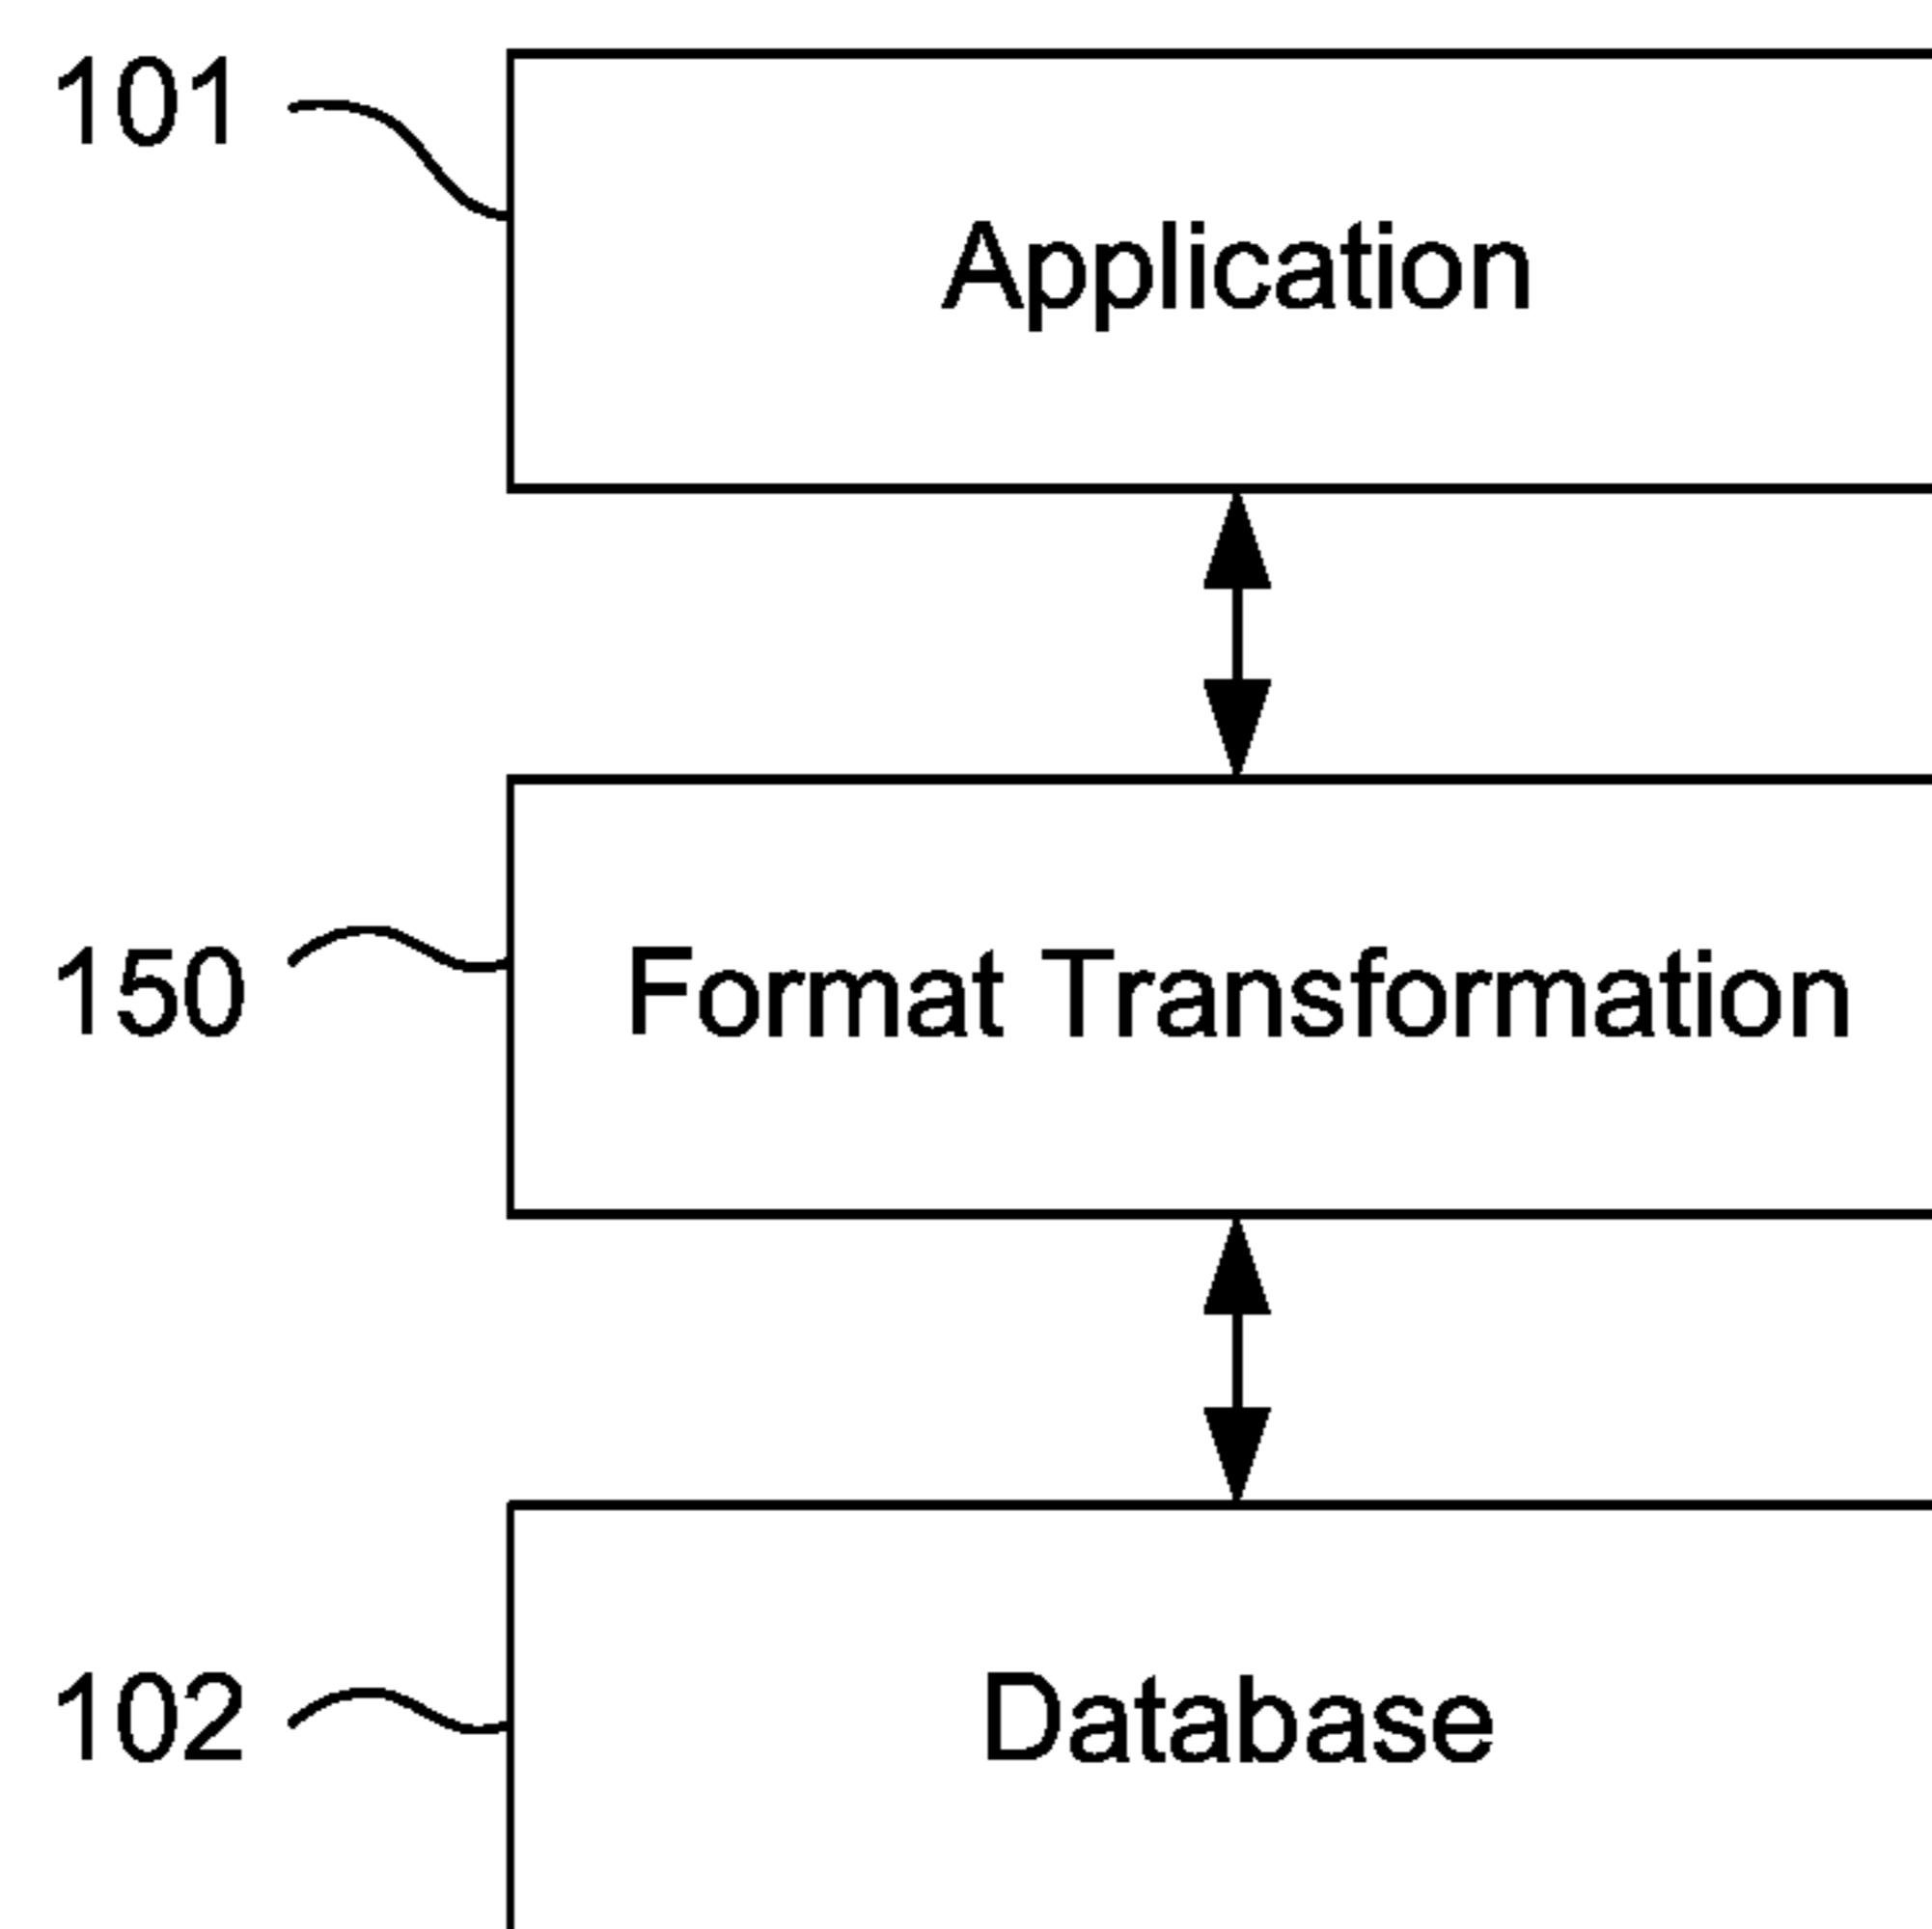 101
Application
150
Format Transformation
102
Database